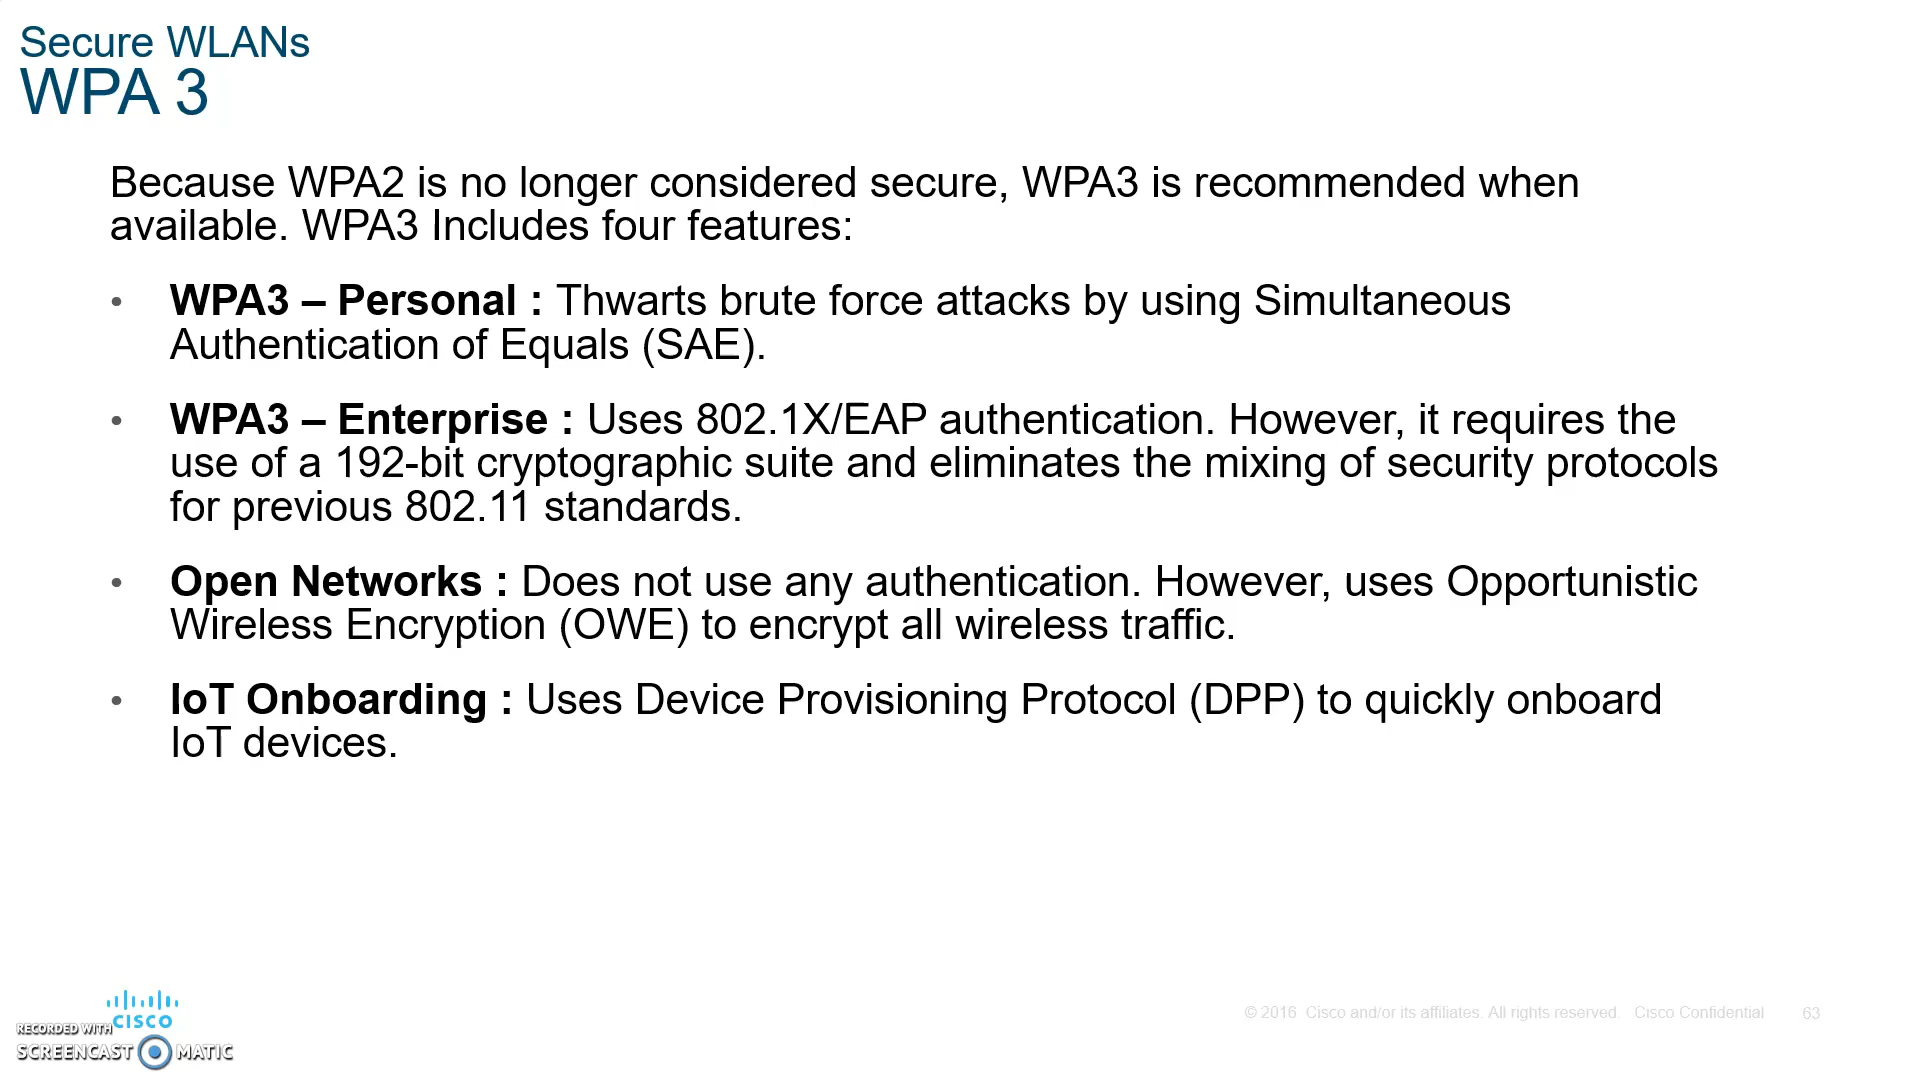 Secure WLANs
WPA 3
Because WPA2 is no longer considered secure, WPA3 is recommended when
available. WPA3 Includes four features:
• WPA3 – Personal : Thwarts brute force attacks by using Simultaneous
Authentication of Equals (SAE).
• WPA3 – Enterprise : Uses 802.1X/EAP authentication. However, it requires the
use of a 192-bit cryptographic suite and eliminates the mixing of security protocols
for previous 802.11 standards.
• Open Networks : Does not use any authentication. However, uses Opportunistic
Wireless Encryption (OWE) to encrypt all wireless traffic.
• IoT Onboarding : Uses Device Provisioning Protocol (DPP) to quickly onboard
IoT devices.
CISCO
© 2016 Cisco and/or its affiliates. All rights reserved. Cisco Confidential 63
RECORDED WITH
SCREENCAST MATIC